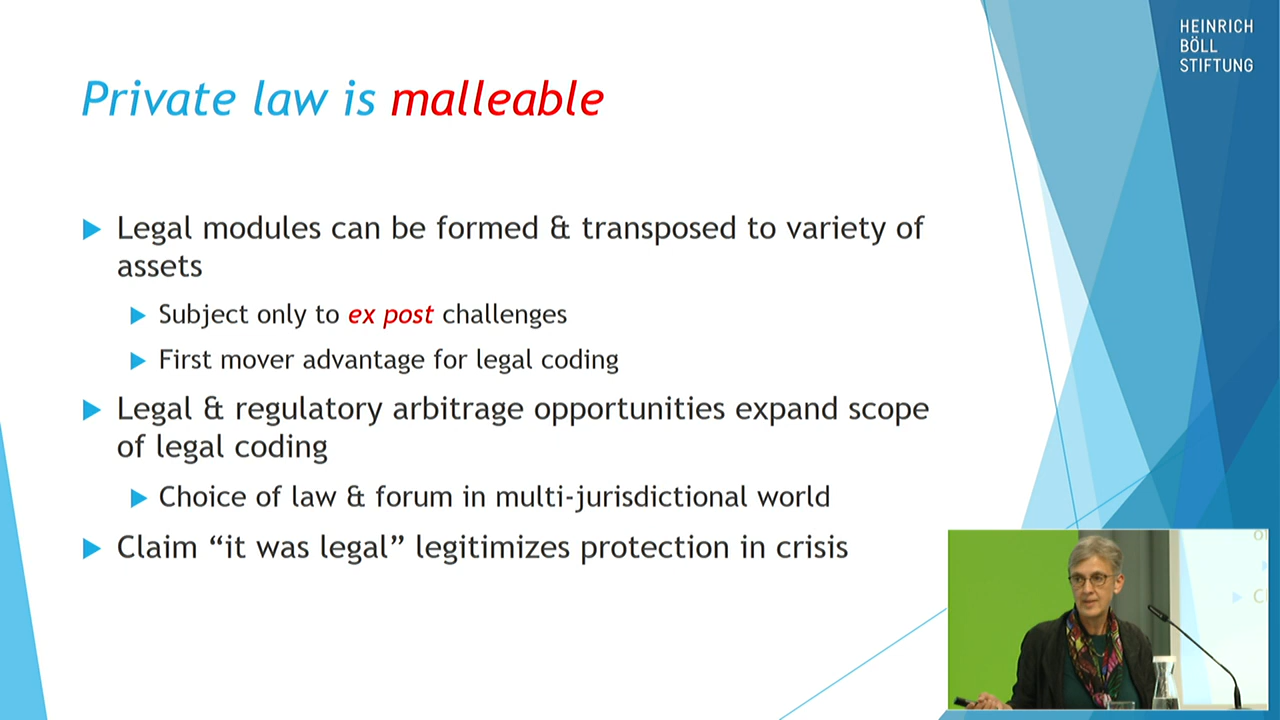 HEINRICH
BÖLL
STIFTUNG
Private law is malleable
Legal modules can be formed & transposed to variety of
assets
Subject only to ex post challenges
First mover advantage for legal coding
Legal & regulatory arbitrage opportunities expand scope
of legal coding
Choice of law & forum in multi-jurisdictional world
Claim “it was legal” legitimizes protection in crisis